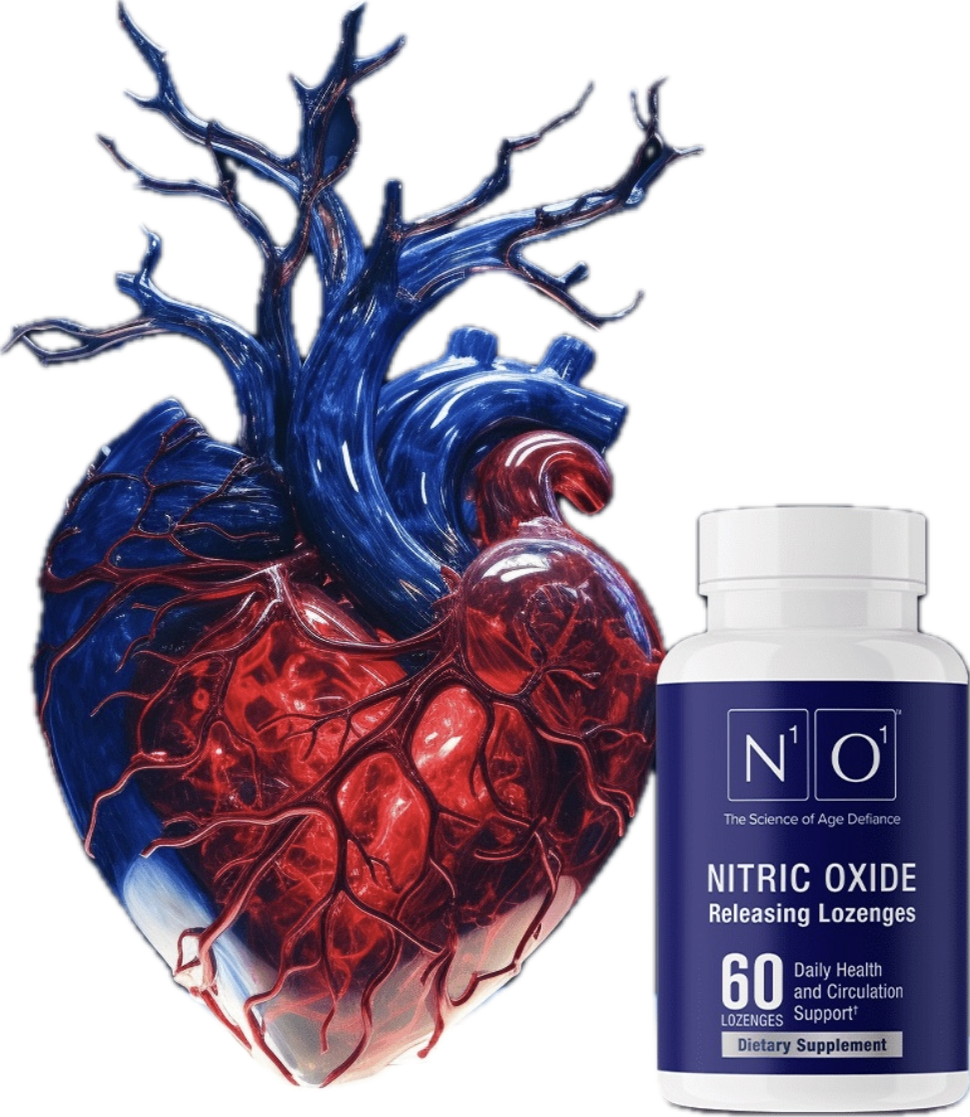 N¹ O¹
The Science of Age Defiance
NITRIC OXIDE
Releasing Lozenges
60 LOZENGES
Daily Health
and Circulation
Support†
Dietary Supplement